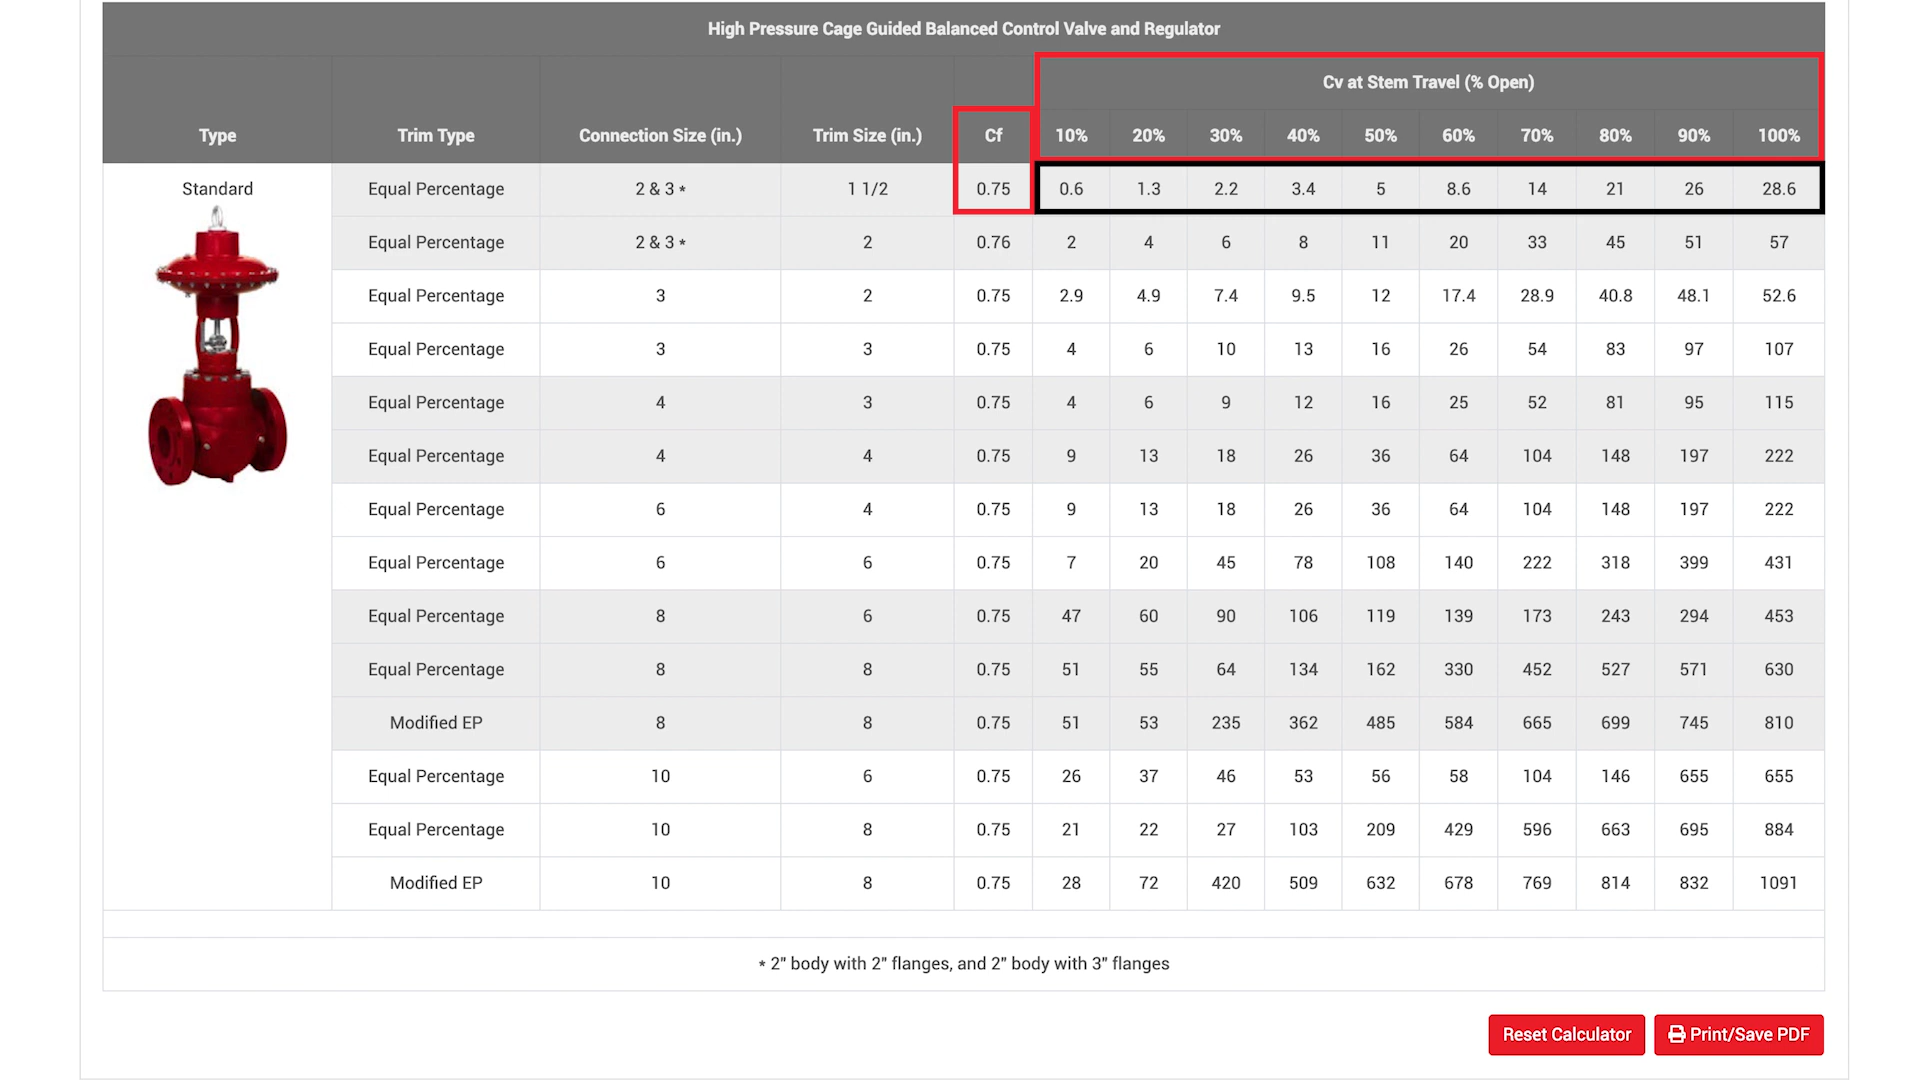 High Pressure Cage Guided Balanced Control Valve and Regulator
Cv at Stem Travel (% Open)
Type Trim Type Connection Size (in.) Trim Size (in.) Cf 10% 20% 30% 40% 50% 60% 70% 80% 90% 100%
Standard Equal Percentage 2 & 3 * 1 1/2 0.75 0.6 1.3 2.2 3.4 5 8.6 14 21 26 28.6
Equal Percentage 2 & 3 * 2 0.76 2 4 6 8 11 20 33 45 51 57
Equal Percentage 3 2 0.75 2.9 4.9 7.4 9.5 12 17.4 28.9 40.8 48.1 52.6
Equal Percentage 3 3 0.75 4 6 10 13 16 26 54 83 97 107
Equal Percentage 4 3 0.75 4 6 9 12 16 25 52 81 95 115
Equal Percentage 4 4 0.75 9 13 18 26 36 64 104 148 197 222
Equal Percentage 6 4 0.75 9 13 18 26 36 64 104 148 197 222
Equal Percentage 6 6 0.75 7 20 45 78 108 140 222 318 399 431
Equal Percentage 8 6 0.75 47 60 90 106 119 139 173 243 294 453
Equal Percentage 8 8 0.75 51 55 64 134 162 330 452 527 571 630
Modified EP 8 8 0.75 51 53 235 362 485 584 665 699 745 810
Equal Percentage 10 6 0.75 26 37 46 53 56 58 104 146 655 655
Equal Percentage 10 8 0.75 21 22 27 103 209 429 596 663 695 884
Modified EP 10 8 0.75 28 72 420 509 632 678 769 814 832 1091
* 2" body with 2" flanges, and 2" body with 3" flanges
Reset Calculator Print/Save PDF